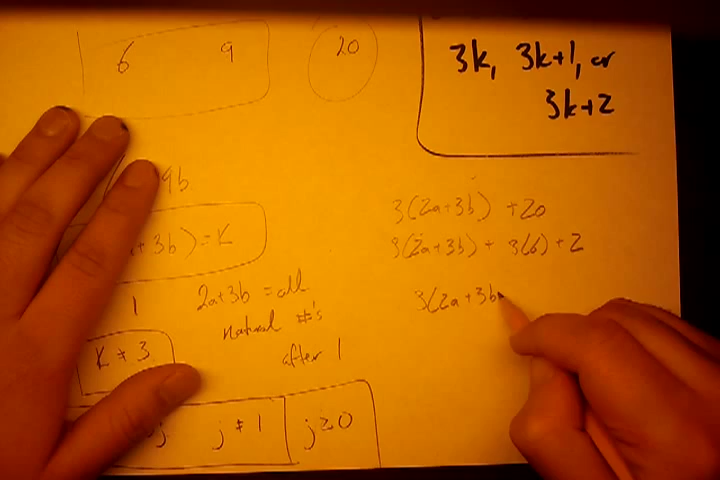 6 9 20
3k, 3k+1, or
3k+2
9b
+3b) = K
1
2a+3b = all
natural #'s
after 1
K ≠ 3
j j ≠ 1 j≥0
3(2a+3b) + 20
3(2a+3b) + 3(6) + 2
3(2a+3b